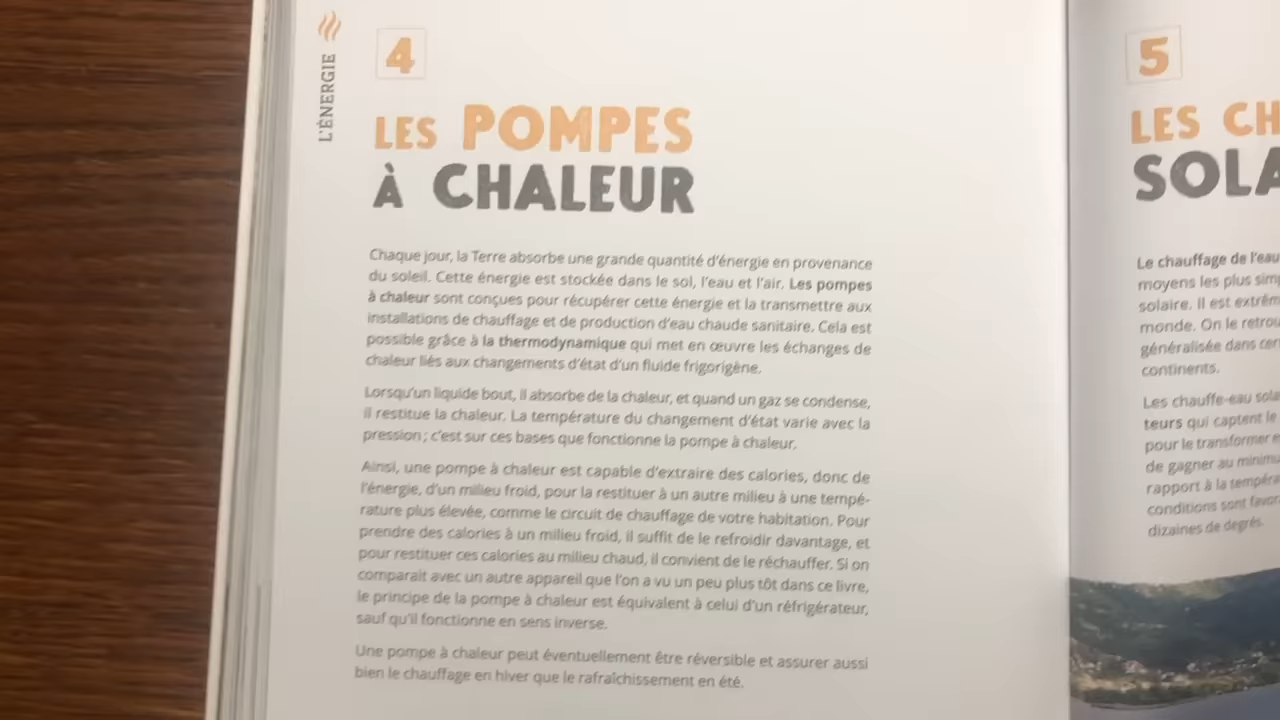 L'ÉNERGIE
4
LES POMPES
À CHALEUR
Chaque jour, la Terre absorbe une grande quantité d'énergie en provenance
du soleil. Cette énergie est stockée dans le sol, l'eau et l'air. Les pompes
à chaleur sont conçues pour récupérer cette énergie et la transmettre aux
installations de chauffage et de production d'eau chaude sanitaire. Cela est
possible grâce à la thermodynamique qui met en œuvre les échanges de
chaleur liés aux changements d'état d'un fluide frigorigène.
Lorsqu'un liquide bout, il absorbe de la chaleur, et quand un gaz se condense,
il restitue la chaleur. La température du changement d'état varie avec la
pression ; c'est sur ces bases que fonctionne la pompe à chaleur.
Ainsi, une pompe à chaleur est capable d'extraire des calories, donc de
l'énergie, d'un milieu froid, pour la restituer à un autre milieu à une tempé-
rature plus élevée, comme le circuit de chauffage de votre habitation. Pour
prendre des calories à un milieu froid, il suffit de le refroidir davantage, et
pour restituer ces calories au milieu chaud, il convient de le réchauffer. Si on
comparait avec un autre appareil que l'on a vu un peu plus tôt dans ce livre,
le principe de la pompe à chaleur est équivalent à celui d'un réfrigérateur,
sauf qu'il fonctionne en sens inverse.
Une pompe à chaleur peut éventuellement être réversible et assurer aussi
bien le chauffage en hiver que le rafraîchissement en été.
5
LES CH
SOLA
Le chauffage de l'eau
moyens les plus sim
solaire. Il est extrêm
monde. On le retrou
généralisée dans cer
continents.
Les chauffe-eau sola
teurs qui captent le
pour le transformer e
de gagner au minimu
rapport à la tempéra
conditions sont favor
dizaines de degrés.